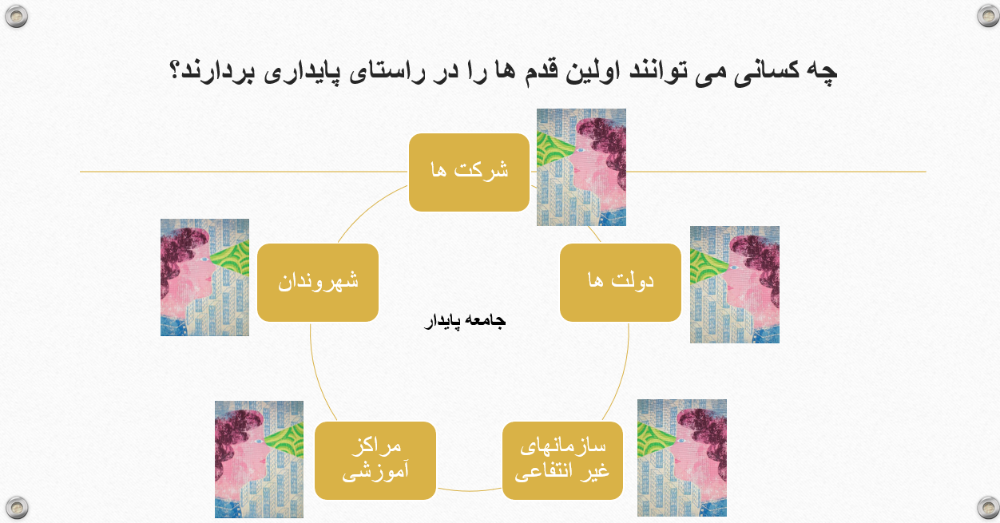 چه کسانی می توانند اولین قدم ها را در راستای پایداری بردارند؟
شرکت ها
دولت ها
سازمانهای
غیر انتفاعی
مراکز
آموزشی
شهروندان
جامعه پایدار